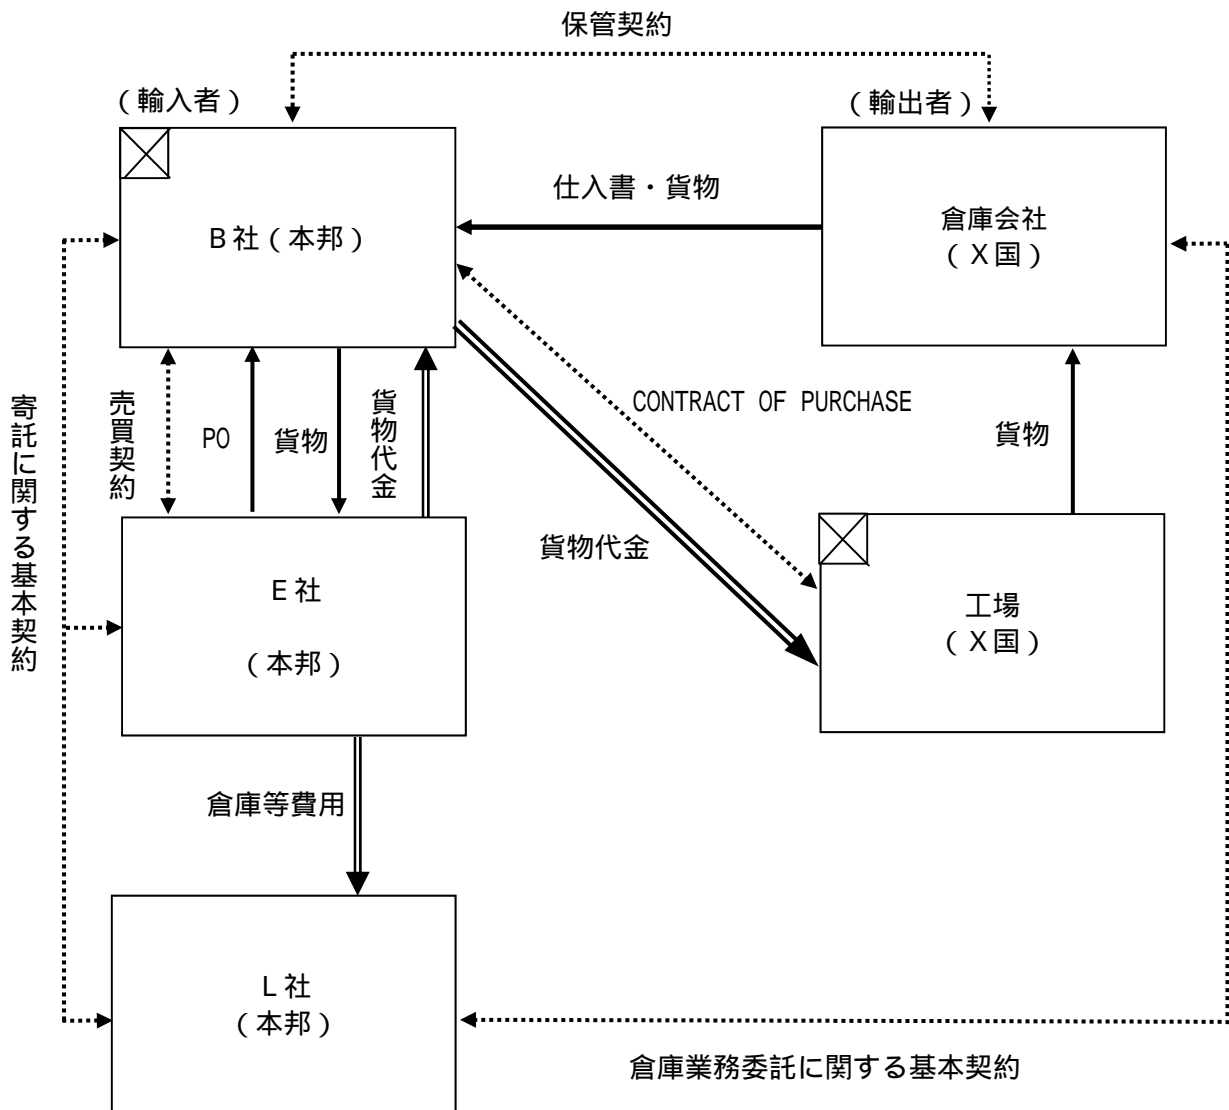 保管契約
（輸入者）
（輸出者）
仕入書・貨物
Ｂ社（本邦）
倉庫会社
（Ｘ国）
寄託に関する基本契約
売買契約
PO
貨物
貨物代金
CONTRACT OF PURCHASE
貨物
貨物代金
Ｅ社
（本邦）
工場
（Ｘ国）
倉庫等費用
Ｌ社
（本邦）
倉庫業務委託に関する基本契約